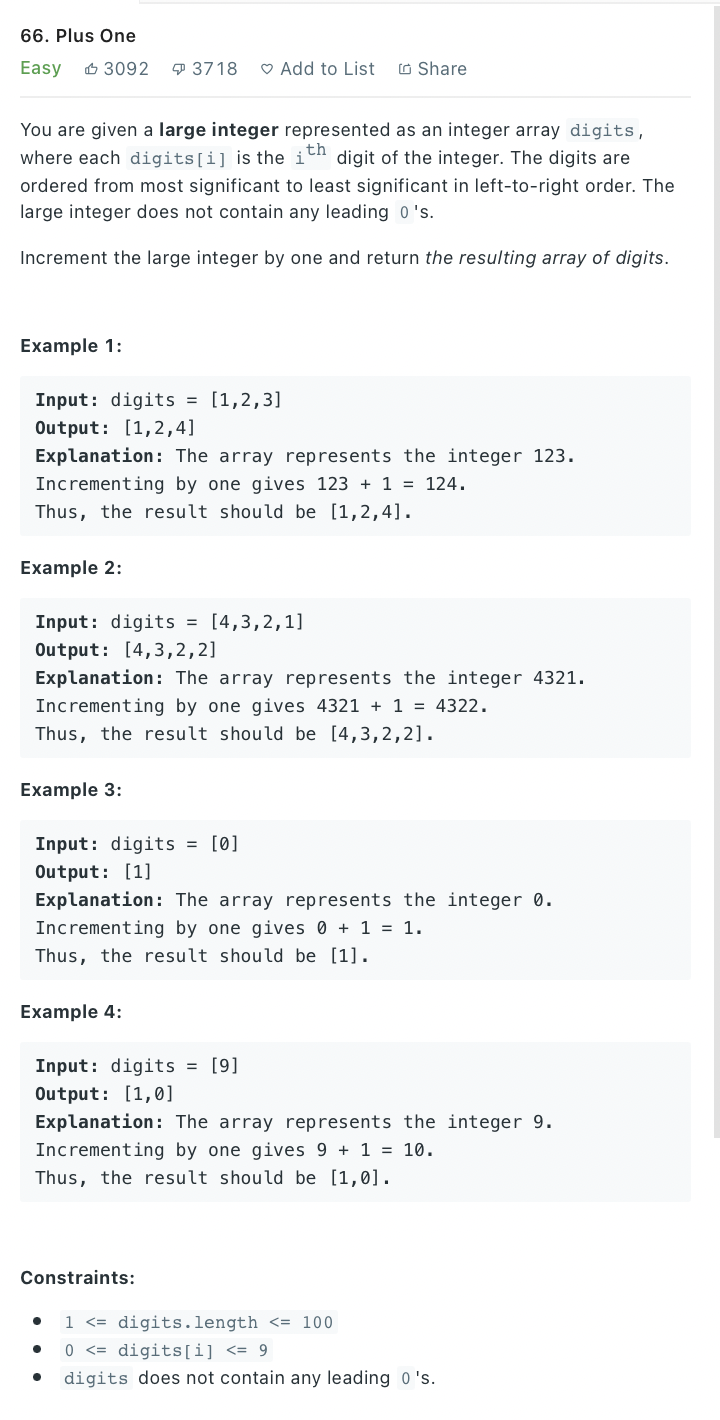 66. Plus One
Easy 3092 3718 Add to List Share
You are given a large integer represented as an integer array digits,
where each digits[i] is the ith digit of the integer. The digits are
ordered from most significant to least significant in left-to-right order. The
large integer does not contain any leading 0's.
Increment the large integer by one and return the resulting array of digits.
Example 1:
Input: digits = [1,2,3]
Output: [1,2,4]
Explanation: The array represents the integer 123.
Incrementing by one gives 123 + 1 = 124.
Thus, the result should be [1,2,4].
Example 2:
Input: digits = [4,3,2,1]
Output: [4,3,2,2]
Explanation: The array represents the integer 4321.
Incrementing by one gives 4321 + 1 = 4322.
Thus, the result should be [4,3,2,2].
Example 3:
Input: digits = [0]
Output: [1]
Explanation: The array represents the integer 0.
Incrementing by one gives 0 + 1 = 1.
Thus, the result should be [1].
Example 4:
Input: digits = [9]
Output: [1,0]
Explanation: The array represents the integer 9.
Incrementing by one gives 9 + 1 = 10.
Thus, the result should be [1,0].
Constraints:
• 1 <= digits.length <= 100
• 0 <= digits[i] <= 9
• digits does not contain any leading 0's.